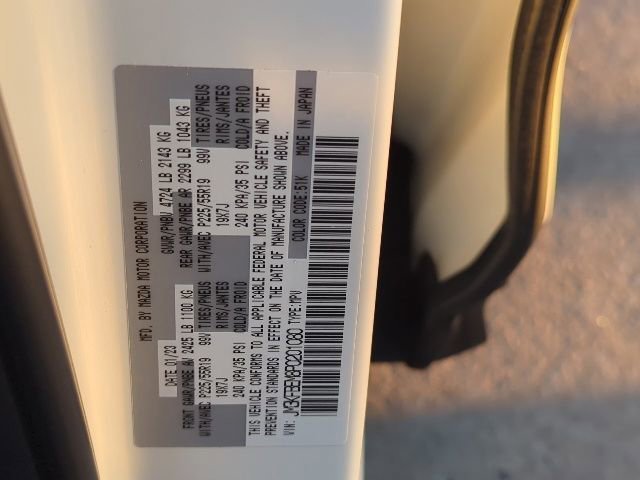 MFD. BY MAZDA MOTOR CORPORATION
DATE 01/23 GVWR/PNBV 4724 LB 2143 KG
FRONT GAWR/PNBE AV 2425 LB 1100 KG REAR GAWR/PNBE AR 2299 LB 1043 KG
WITH/AVEC P225/55R19 99V TIRES/PNEUS WITH/AVEC P225/55R19 99V TIRES/PNEUS
19X7J RIMS/JANTES 19X7J RIMS/JANTES
240 KPA/35 PSI COLD/A FROID 240 KPA/35 PSI COLD/A FROID
THIS VEHICLE CONFORMS TO ALL APPLICABLE FEDERAL MOTOR VEHICLE SAFETY AND THEFT
PREVENTION STANDARDS IN EFFECT ON THE DATE OF MANUFACTURE SHOWN ABOVE.
VIN: JM3KFBEM8P0201080 TYPE:MPV COLOR CODE:51K MADE IN JAPAN